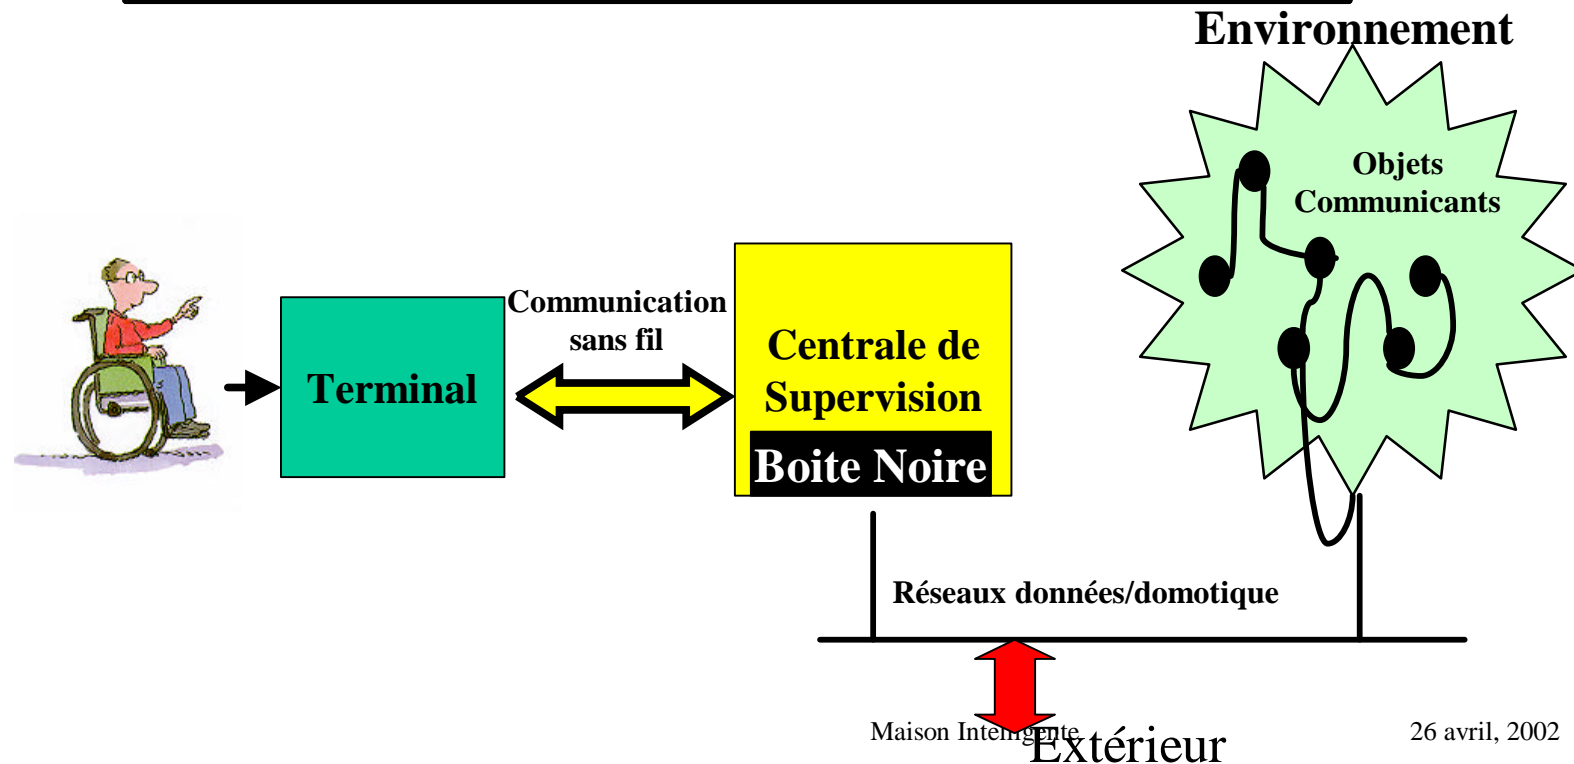 Environnement
Objets
Communicants
Communication
sans fil
Terminal
Centrale de
Supervision
Boite Noire
Réseaux données/domotique
Maison Intelligente
Extérieur
26 avril, 2002